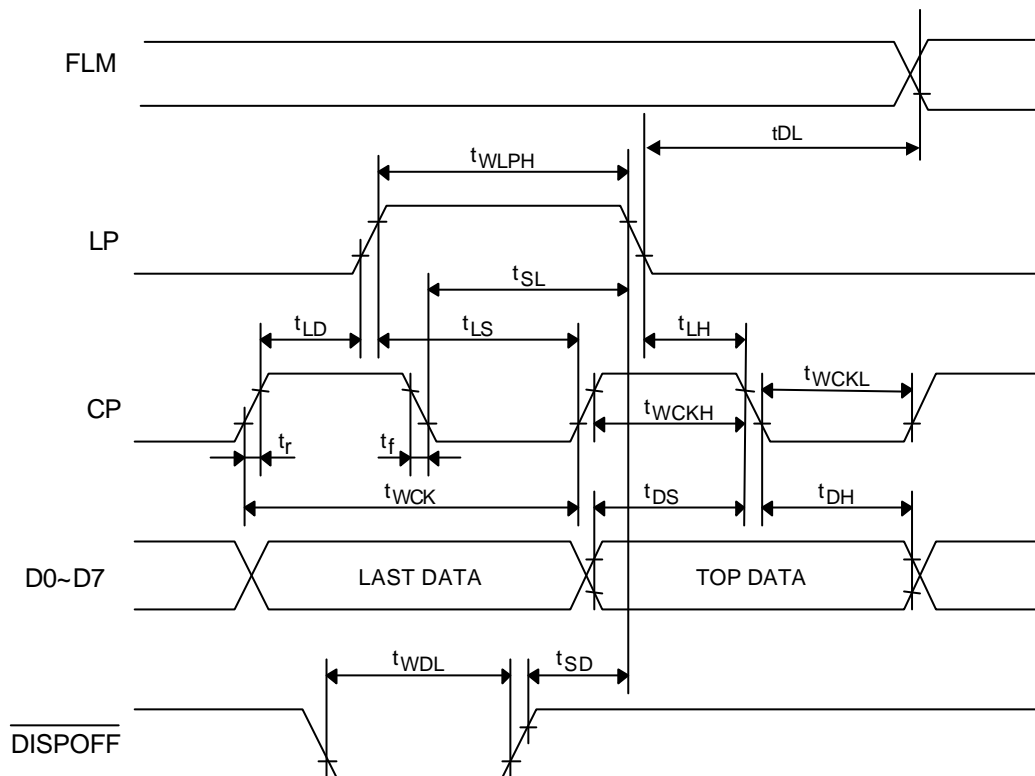 FLM
tDL
tWLPH
LP
tSL
tLD
tLS
tLH
CP
tWCKL
tWCKH
tr
tf
tWCK
tDS
tDH
D0~D7
LAST DATA
TOP DATA
tWDL
tSD
DISPOFF